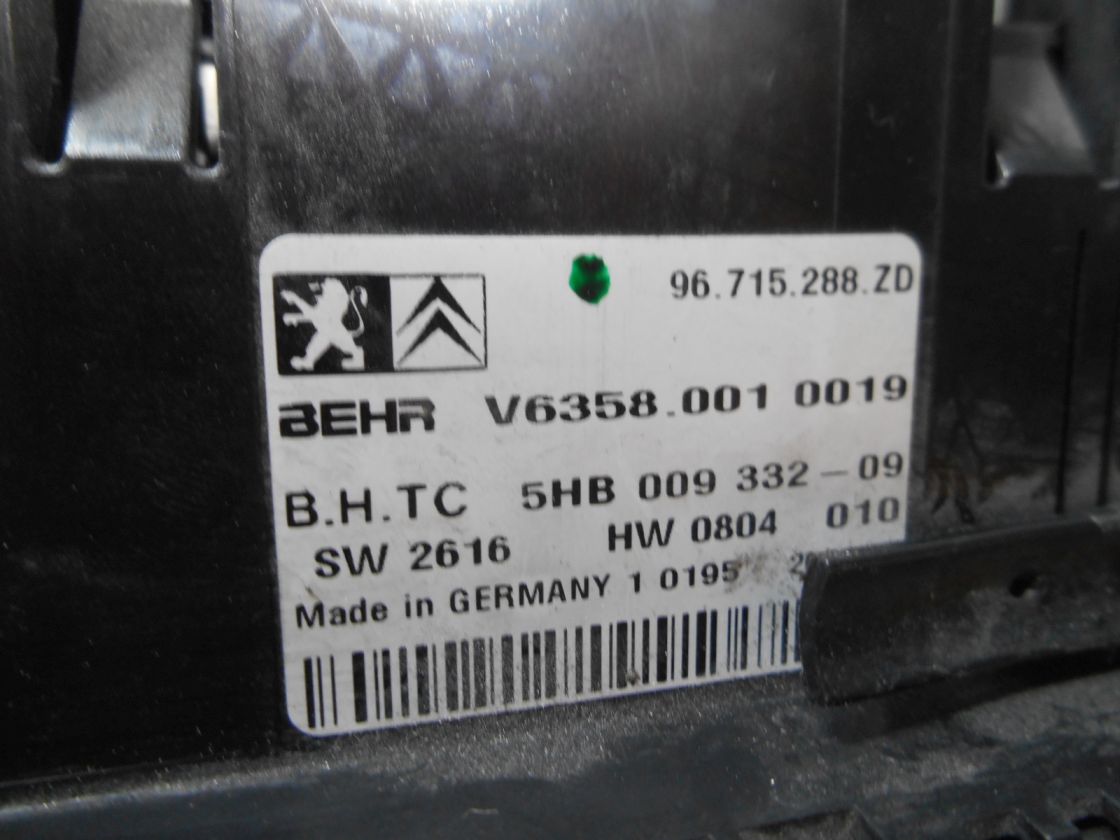 96.715.288.ZD
BEHR V6358.001 0019
B.H.TC 5HB 009 332-09
SW 2616 HW 0804 010
Made in GERMANY 1 0195